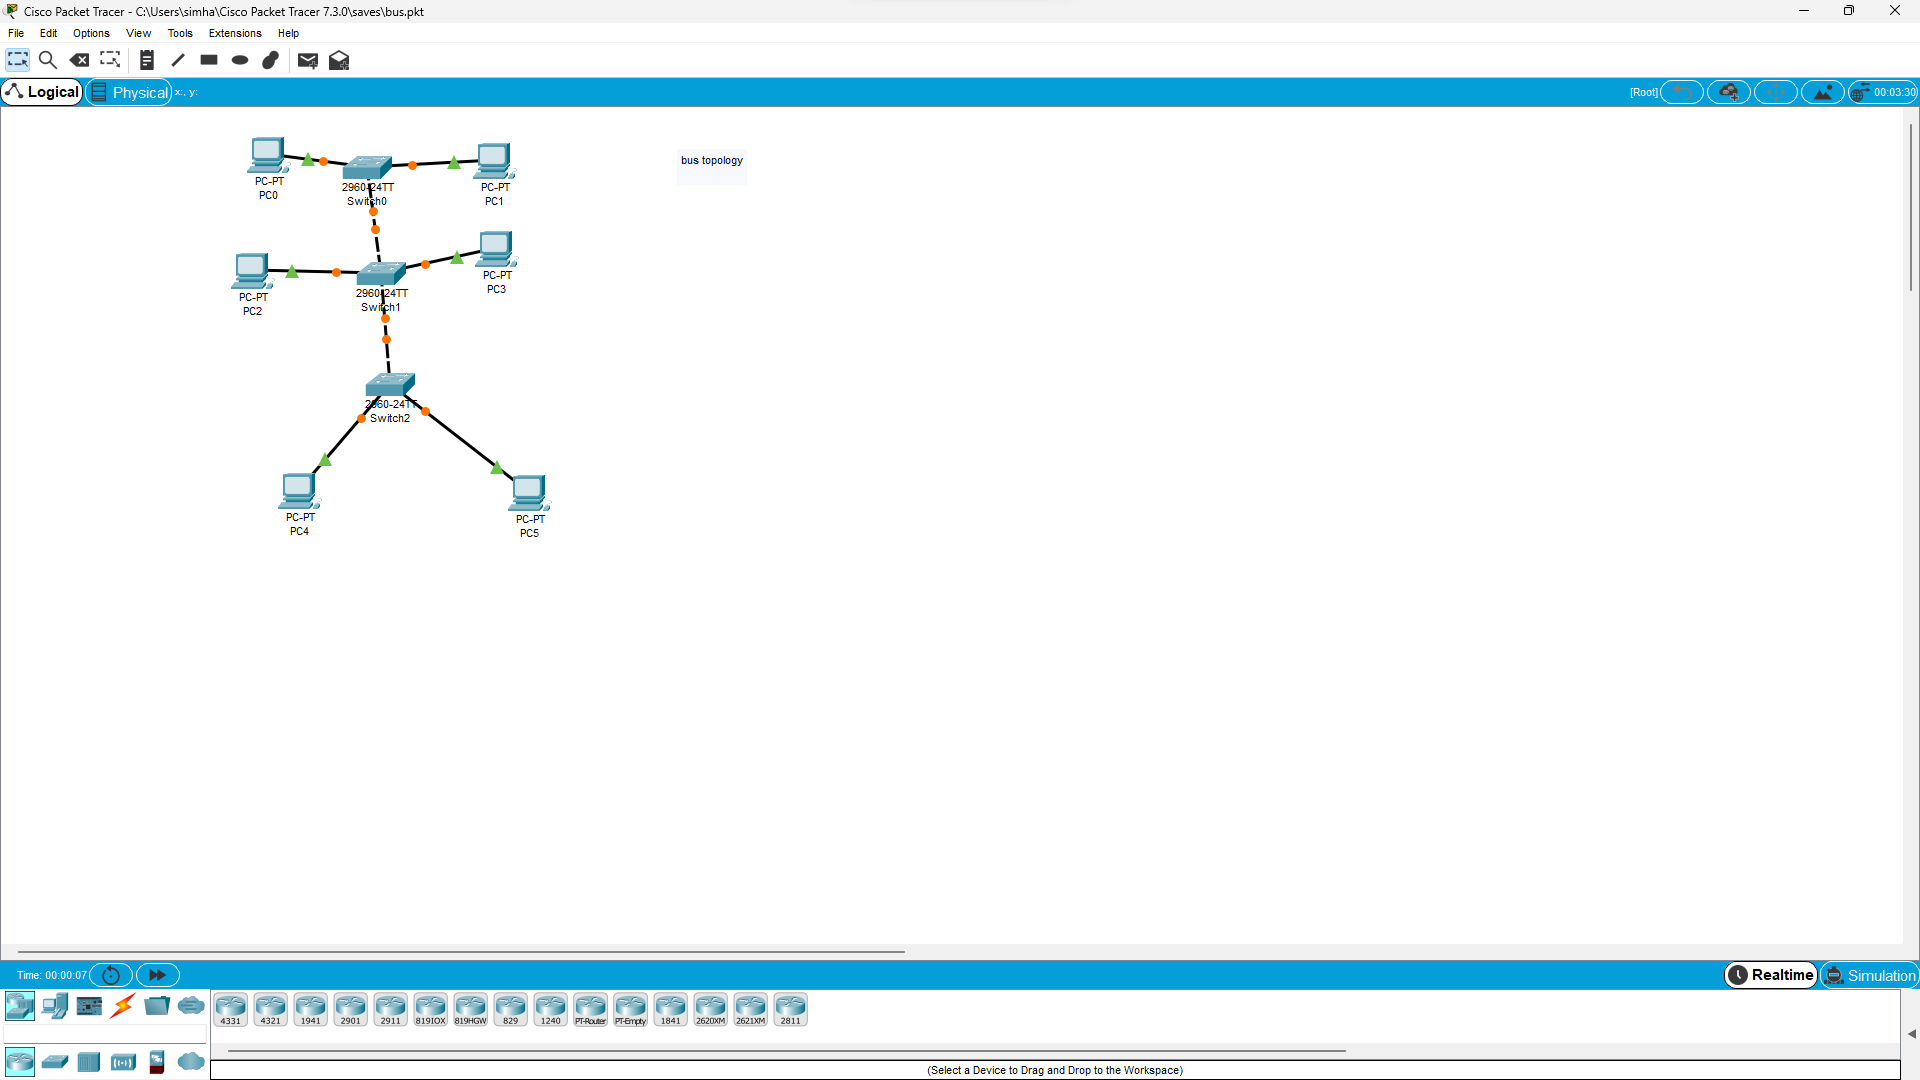 Cisco Packet Tracer - C:\Users\simha\Cisco Packet Tracer 7.3.0\saves\bus.pkt
File Edit Options View Tools Extensions Help
Logical Physical x:, y: [Root] 00:03:30
bus topology
PC-PT
PC0
2960-24TT
Switch0
PC-PT
PC1
PC-PT
PC2
2960-24TT
Switch1
PC-PT
PC3
2960-24TT
Switch2
PC-PT
PC4
PC-PT
PC5
Time: 00:00:07 Realtime Simulation
4331 4321 1941 2901 2911 819IOX 819HGW 829 1240 PT-Router PT-Empty 1841 2620XM 2621XM 2811
(Select a Device to Drag and Drop to the Workspace)